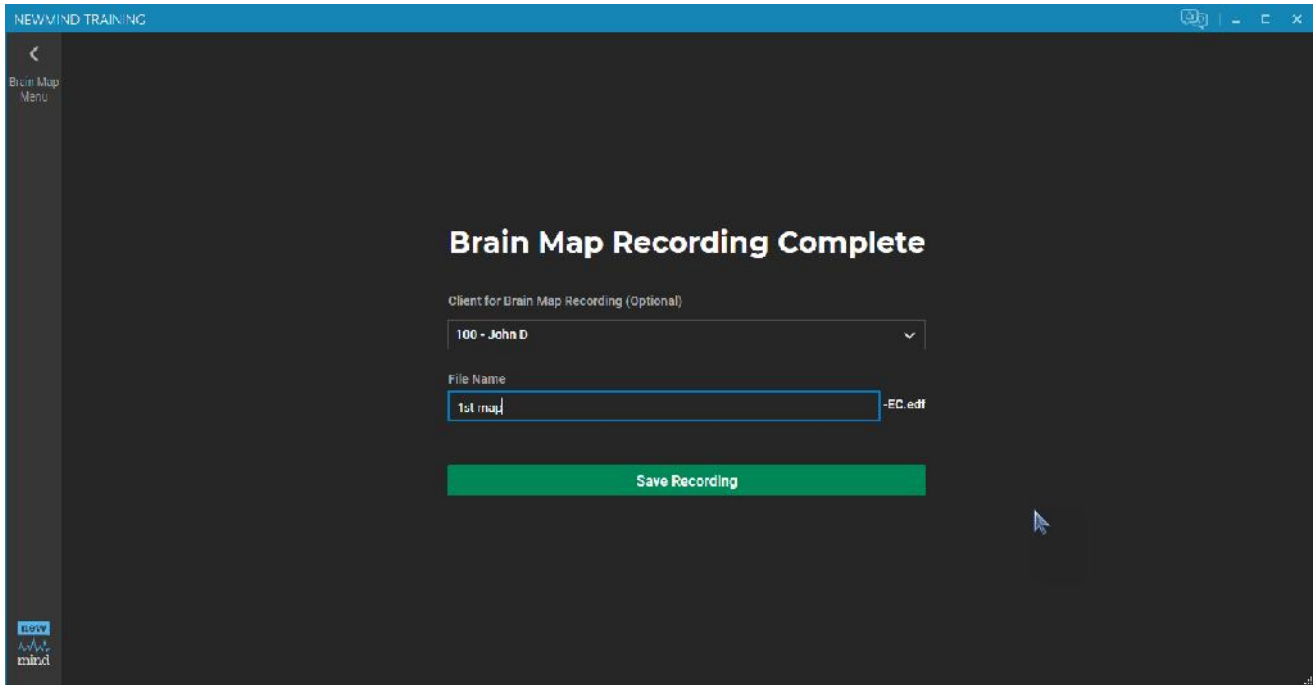 NEWMIND TRAINING
Brain Map
Menu
Brain Map Recording Complete
Client for Brain Map Recording (Optional)
100 - John D
File Name
1st map
-EC.edf
Save Recording
new
mind